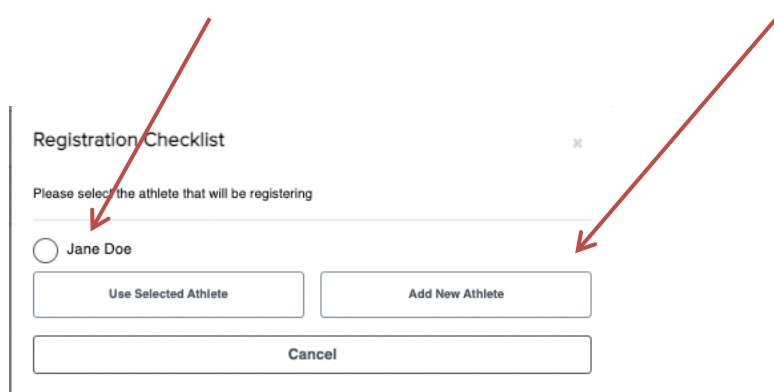 Registration Checklist
Please select the athlete that will be registering
Jane Doe
Use Selected Athlete
Add New Athlete
Cancel